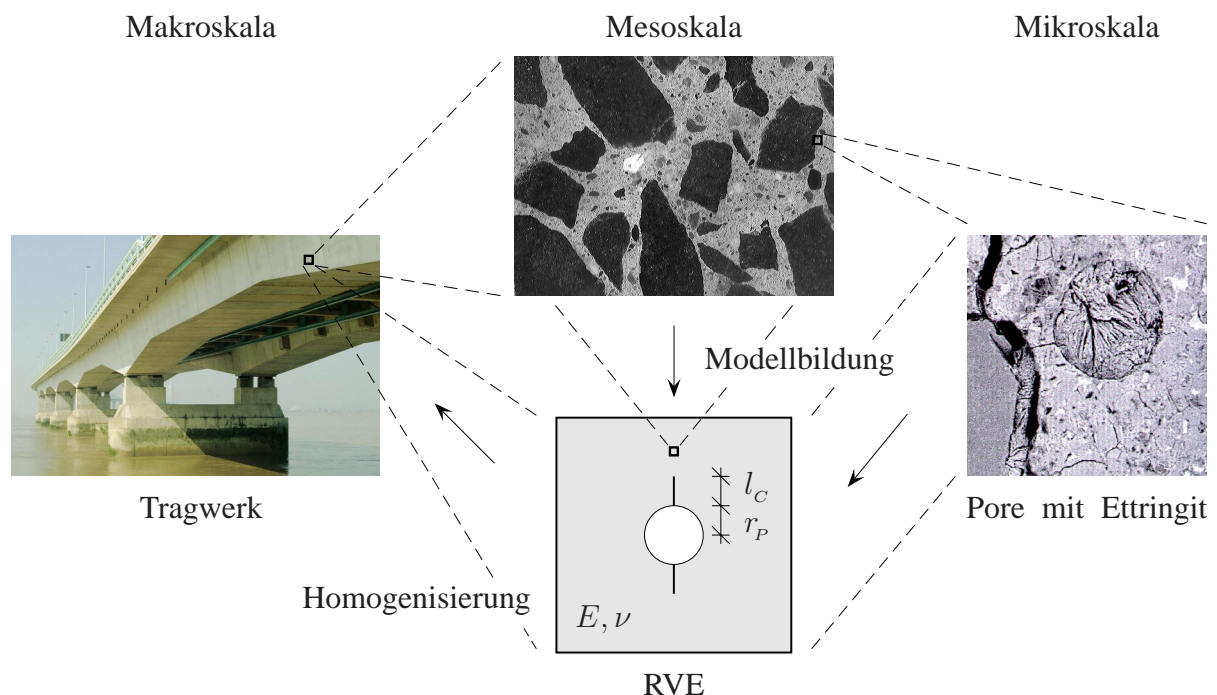 Makroskala
Mesoskala
Mikroskala
Modellbildung
Tragwerk
Pore mit Ettringit
l_C
r_P
Homogenisierung
E, ν
RVE